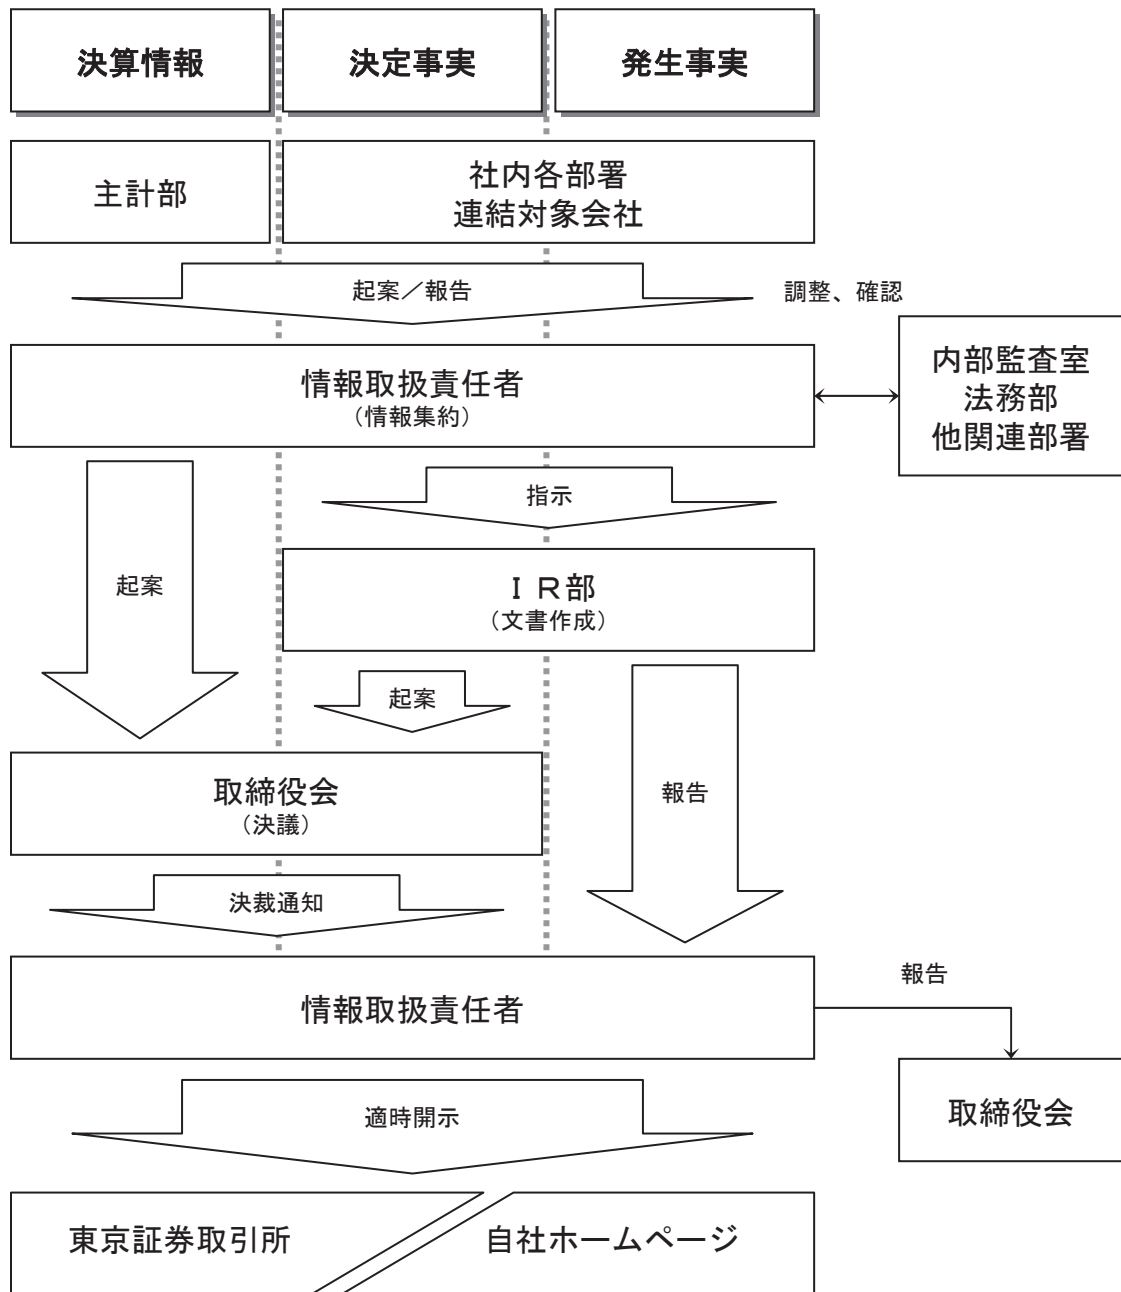 決算情報
決定事実
発生事実
主計部
社内各部署
連結対象会社
起案／報告
調整、確認
情報取扱責任者
（情報集約）
内部監査室
法務部
他関連部署
指示
起案
ＩＲ部
（文書作成）
起案
報告
取締役会
（決議）
決裁通知
情報取扱責任者
報告
取締役会
適時開示
東京証券取引所
自社ホームページ